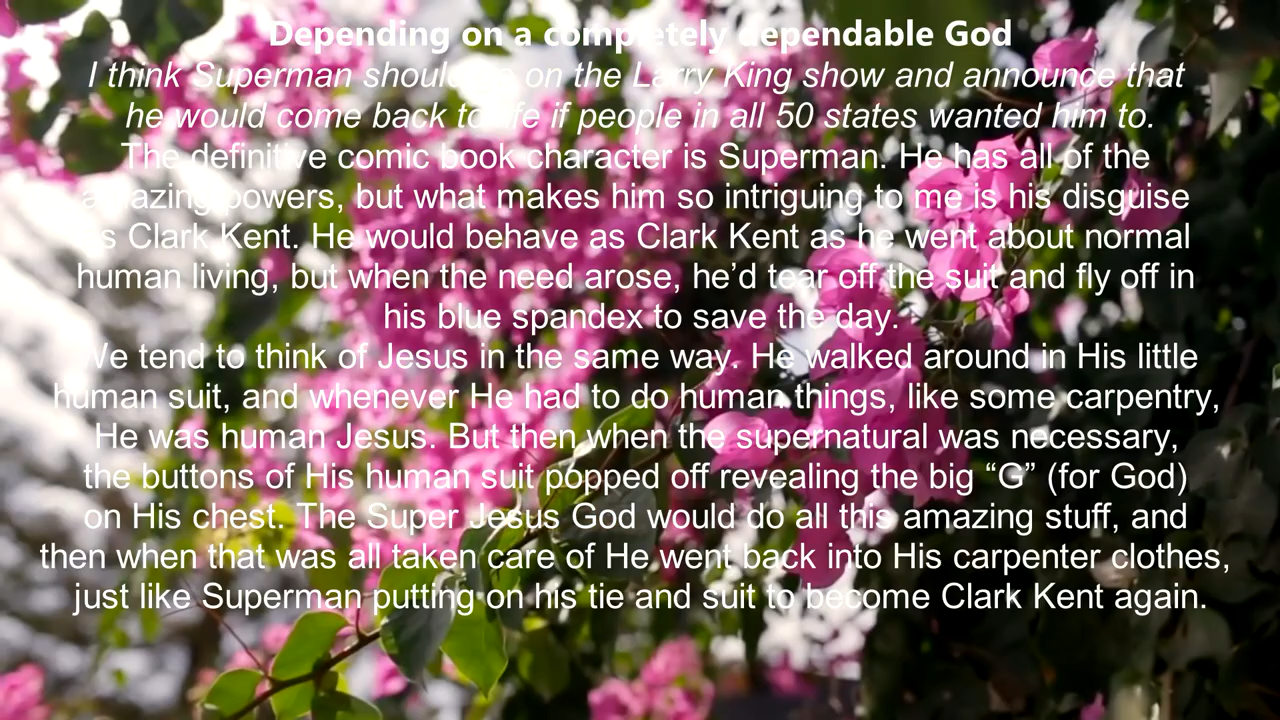 Depending on a completely dependable God
I think Superman should go on the Larry King show and announce that
he would come back to life if people in all 50 states wanted him to.
The definitive comic book character is Superman. He has all of the
amazing powers, but what makes him so intriguing to me is his disguise
as Clark Kent. He would behave as Clark Kent as he went about normal
human living, but when the need arose, he’d tear off the suit and fly off in
his blue spandex to save the day.
We tend to think of Jesus in the same way. He walked around in His little
human suit, and whenever He had to do human things, like some carpentry,
He was human Jesus. But then when the supernatural was necessary,
the buttons of His human suit popped off revealing the big “G” (for God)
on His chest. The Super Jesus God would do all this amazing stuff, and
then when that was all taken care of He went back into His carpenter clothes,
just like Superman putting on his tie and suit to become Clark Kent again.